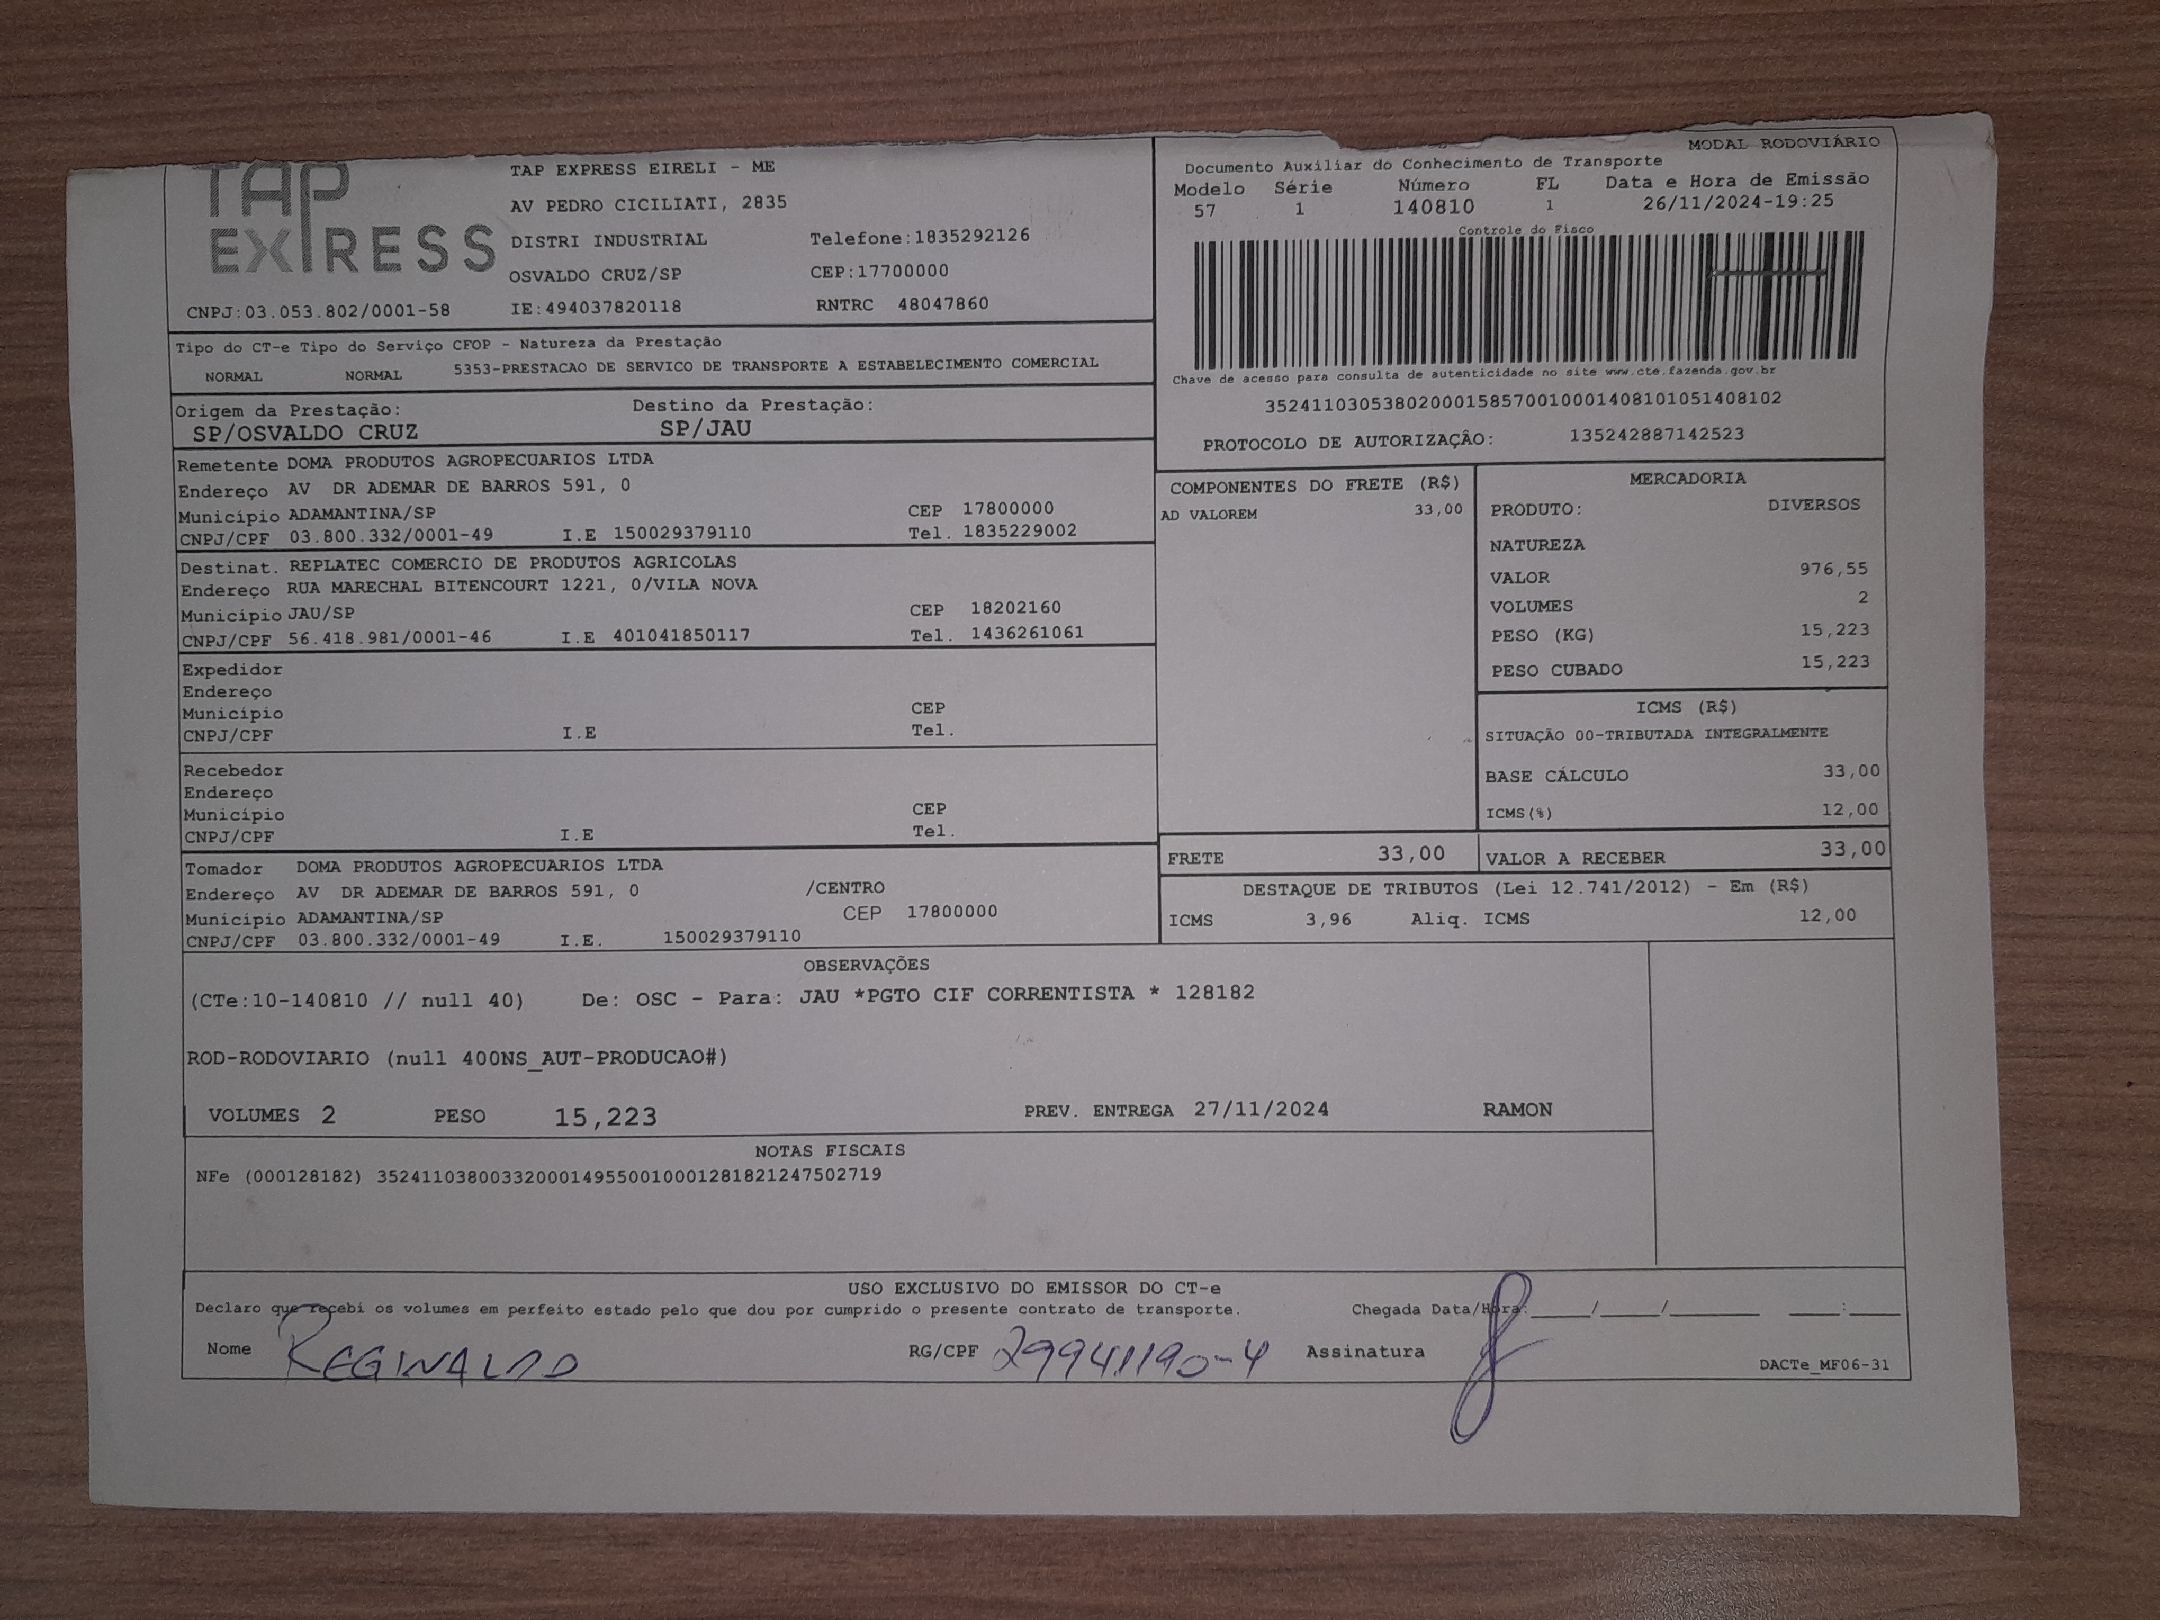 TAP
EXPRESS
TAP EXPRESS EIRELI - ME
AV PEDRO CICILIATI, 2835
DISTRI INDUSTRIAL Telefone:1835292126
OSVALDO CRUZ/SP CEP:17700000
CNPJ:03.053.802/0001-58 IE:494037820118 RNTRC 48047860
MODAL RODOVIÁRIO
Documento Auxiliar do Conhecimento de Transporte
Modelo Série Número FL Data e Hora de Emissão
57 1 140810 1 26/11/2024-19:25
Controle do Fisco
Chave de acesso para consulta de autenticidade no site www.cte.fazenda.gov.br
35241103053802000158570010001408101051408102
PROTOCOLO DE AUTORIZAÇÂO: 135242887142523
Tipo do CT-e Tipo do Serviço CFOP - Natureza da Prestação
NORMAL NORMAL 5353-PRESTACAO DE SERVICO DE TRANSPORTE A ESTABELECIMENTO COMERCIAL
Origem da Prestação: Destino da Prestação:
SP/OSVALDO CRUZ SP/JAU
Remetente DOMA PRODUTOS AGROPECUARIOS LTDA
Endereço AV DR ADEMAR DE BARROS 591, 0
Município ADAMANTINA/SP CEP 17800000
CNPJ/CPF 03.800.332/0001-49 I.E 150029379110 Tel. 1835229002
Destinat. REPLATEC COMERCIO DE PRODUTOS AGRICOLAS
Endereço RUA MARECHAL BITENCOURT 1221, 0/VILA NOVA
Município JAU/SP CEP 18202160
CNPJ/CPF 56.418.981/0001-46 I.E 401041850117 Tel. 1436261061
Expedidor
Endereço
Município CEP
CNPJ/CPF I.E Tel.
Recebedor
Endereço
Município CEP
CNPJ/CPF I.E Tel.
Tomador DOMA PRODUTOS AGROPECUARIOS LTDA
Endereço AV DR ADEMAR DE BARROS 591, 0 /CENTRO
Município ADAMANTINA/SP CEP 17800000
CNPJ/CPF 03.800.332/0001-49 I.E. 150029379110
COMPONENTES DO FRETE (R$)
AD VALOREM 33,00
MERCADORIA
PRODUTO: DIVERSOS
NATUREZA
VALOR 976,55
VOLUMES 2
PESO (KG) 15,223
PESO CUBADO 15,223
ICMS (R$)
SITUAÇÃO 00-TRIBUTADA INTEGRALMENTE
BASE CÁLCULO 33,00
ICMS(%) 12,00
FRETE 33,00 VALOR A RECEBER 33,00
DESTAQUE DE TRIBUTOS (Lei 12.741/2012) - Em (R$)
ICMS 3,96 Aliq. ICMS 12,00
OBSERVAÇÕES
(CTe:10-140810 // null 40) De: OSC - Para: JAU *PGTO CIF CORRENTISTA * 128182
ROD-RODOVIARIO (null 400NS_AUT-PRODUCAO#)
VOLUMES 2 PESO 15,223 PREV. ENTREGA 27/11/2024 RAMON
NOTAS FISCAIS
NFe (000128182) 35241103800332000149550010001281821247502719
USO EXCLUSIVO DO EMISSOR DO CT-e
Declaro que recebi os volumes em perfeito estado pelo que dou por cumprido o presente contrato de transporte. Chegada Data/Hora: ____/____/______ ___:___
Nome REGINALDO RG/CPF 29941190-4 Assinatura
DACTe_MF06-31